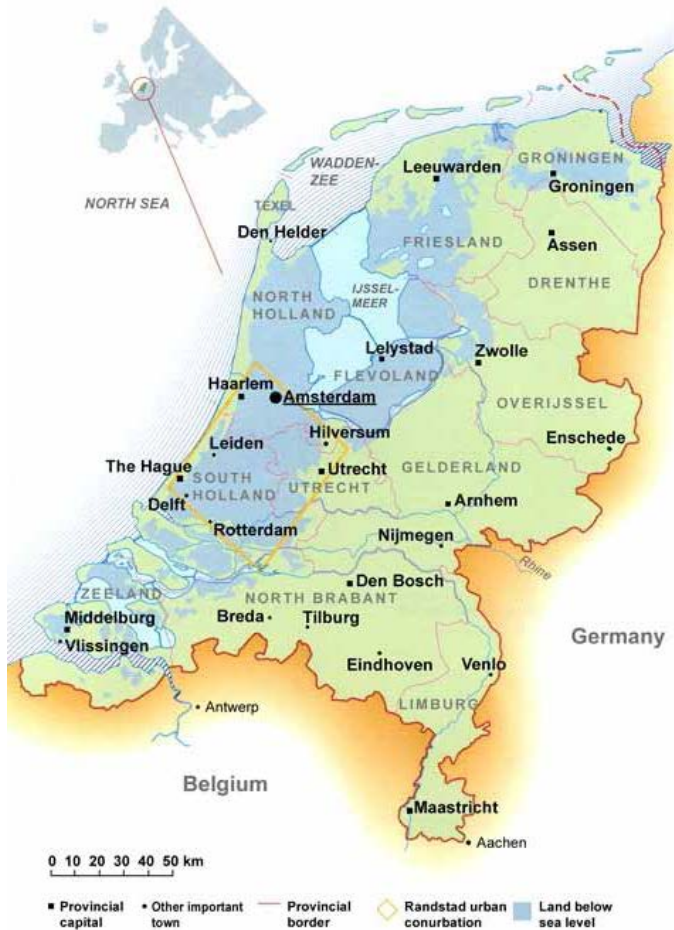 WADDEN-
ZEE
Leeuwarden
GRONINGEN
Groningen
NORTH SEA
TEXEL
Den Helder
FRIESLAND
Assen
DRENTHE
NORTH
HOLLAND
IJSSEL-
MEER
Lelystad
Zwolle
FLEVOLAND
Haarlem
Amsterdam
OVERIJSSEL
Hilversum
Enschede
Leiden
The Hague
SOUTH
HOLLAND
Utrecht
UTRECHT
GELDERLAND
Delft
Arnhem
Rotterdam
Nijmegen
Rhine
Den Bosch
ZEELAND
NORTH BRABANT
Middelburg
Breda
Tilburg
Vlissingen
Germany
Eindhoven
Venlo
LIMBURG
Antwerp
Belgium
Maastricht
Aachen
0 10 20 30 40 50 km
Provincial
capital
Other important
town
Provincial
border
Randstad urban
conurbation
Land below
sea level